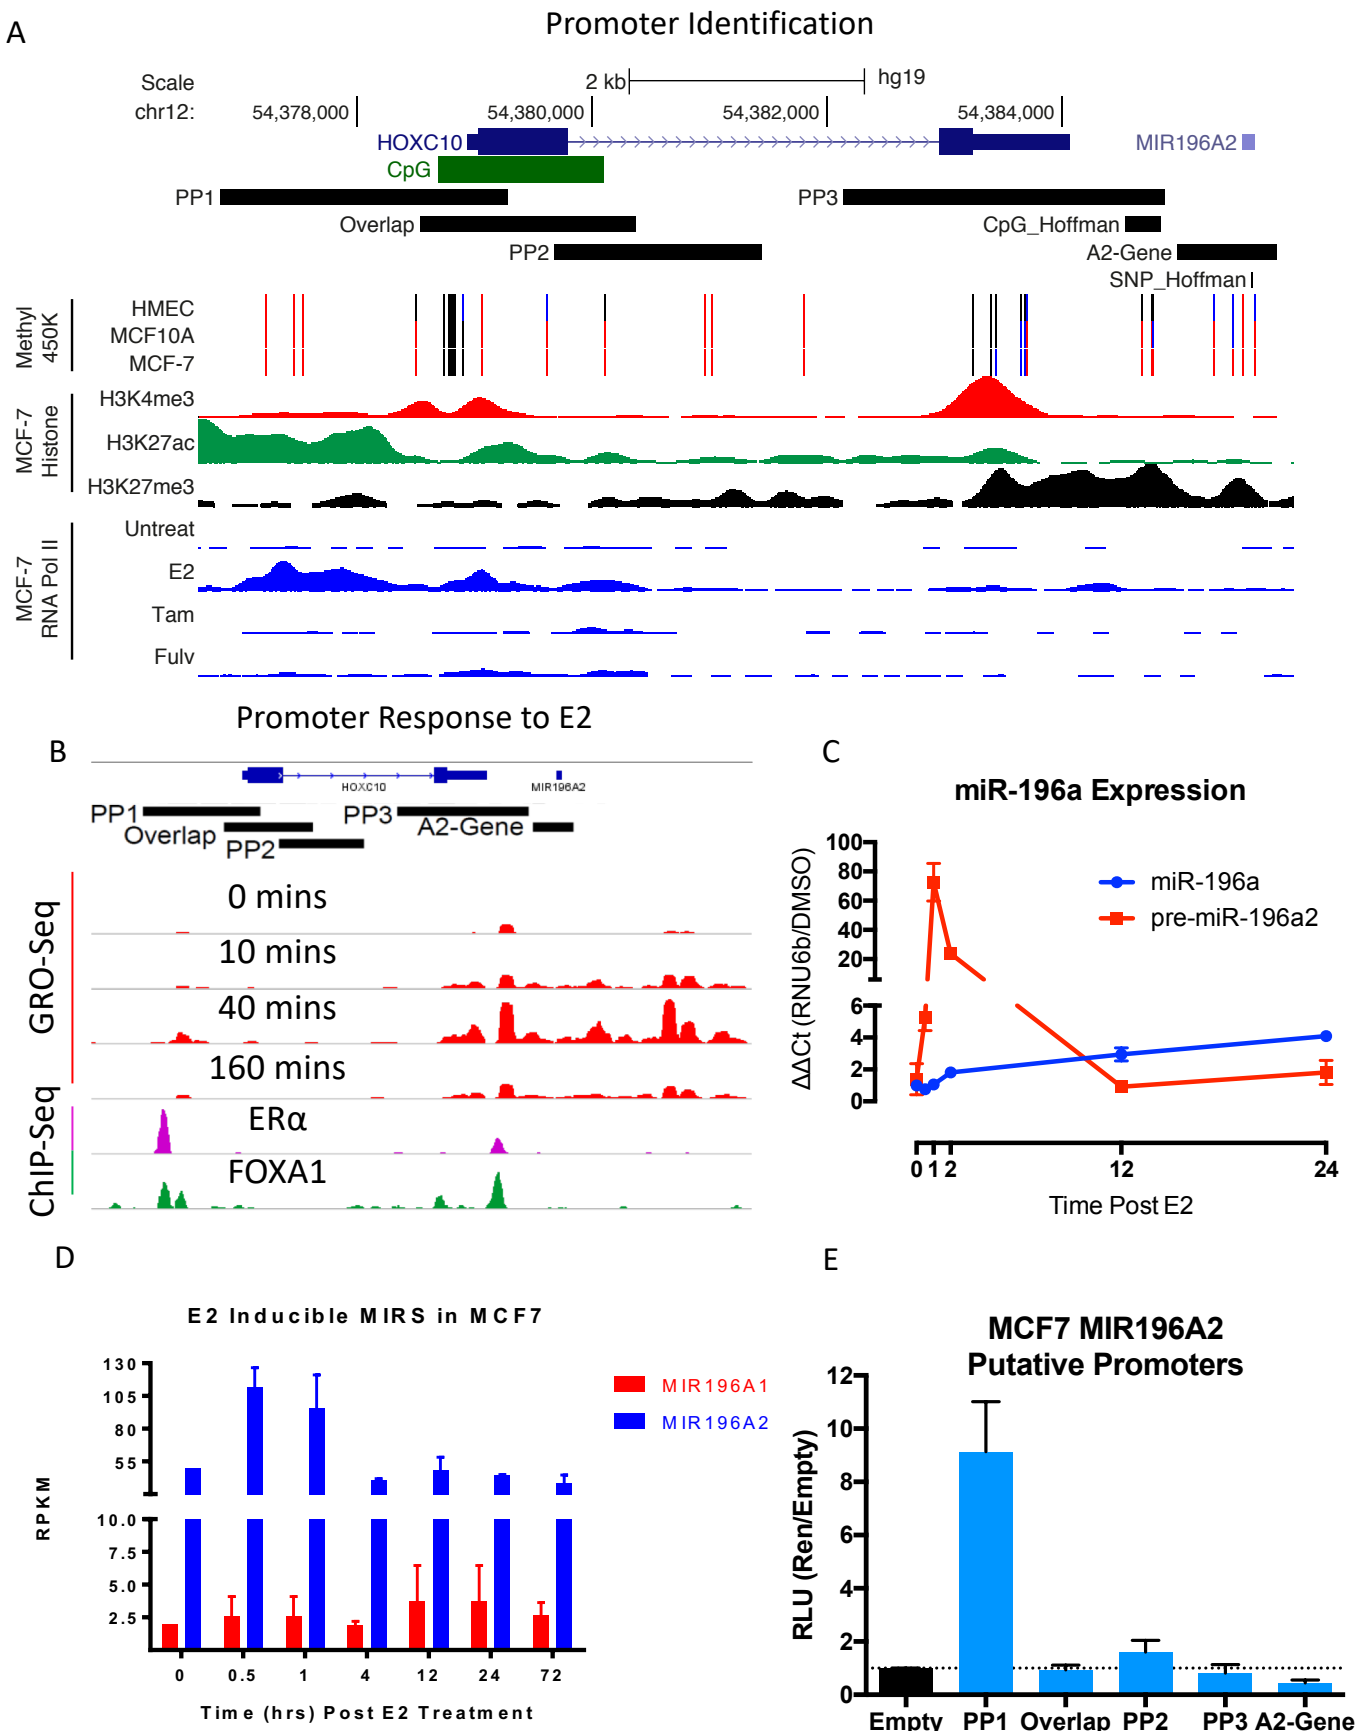 A
Promoter Identification
Scale
2 kb
hg19
chr12:
54,378,000
54,380,000
54,382,000
54,384,000
HOXC10
MIR196A2
CpG
PP1
PP3
Overlap
CpG_Hoffman
PP2
A2-Gene
SNP_Hoffman
Methyl
450K
HMEC
MCF10A
MCF-7
MCF-7
Histone
H3K4me3
H3K27ac
H3K27me3
MCF-7
RNA Pol II
Untreat
E2
Tam
Fulv
Promoter Response to E2
B
HOXC10
MIR196A2
PP1
PP3
Overlap
A2-Gene
PP2
GRO-Seq
0 mins
10 mins
40 mins
160 mins
ChIP-Seq
ERα
FOXA1
C
miR-196a Expression
ΔΔCt (RNU6b/DMSO)
100
80
60
40
20
6
4
2
0
miR-196a
pre-miR-196a2
0 1 2 12 24
Time Post E2
D
E2 Inducible MIRS in MCF7
RPKM
130
105
80
55
10.0
7.5
5.0
2.5
MIR196A1
MIR196A2
0 0.5 1 4 12 24 72
Time (hrs) Post E2 Treatment
E
MCF7 MIR196A2
Putative Promoters
RLU (Ren/Empty)
12
10
8
6
4
2
0
Empty PP1 Overlap PP2 PP3 A2-Gene